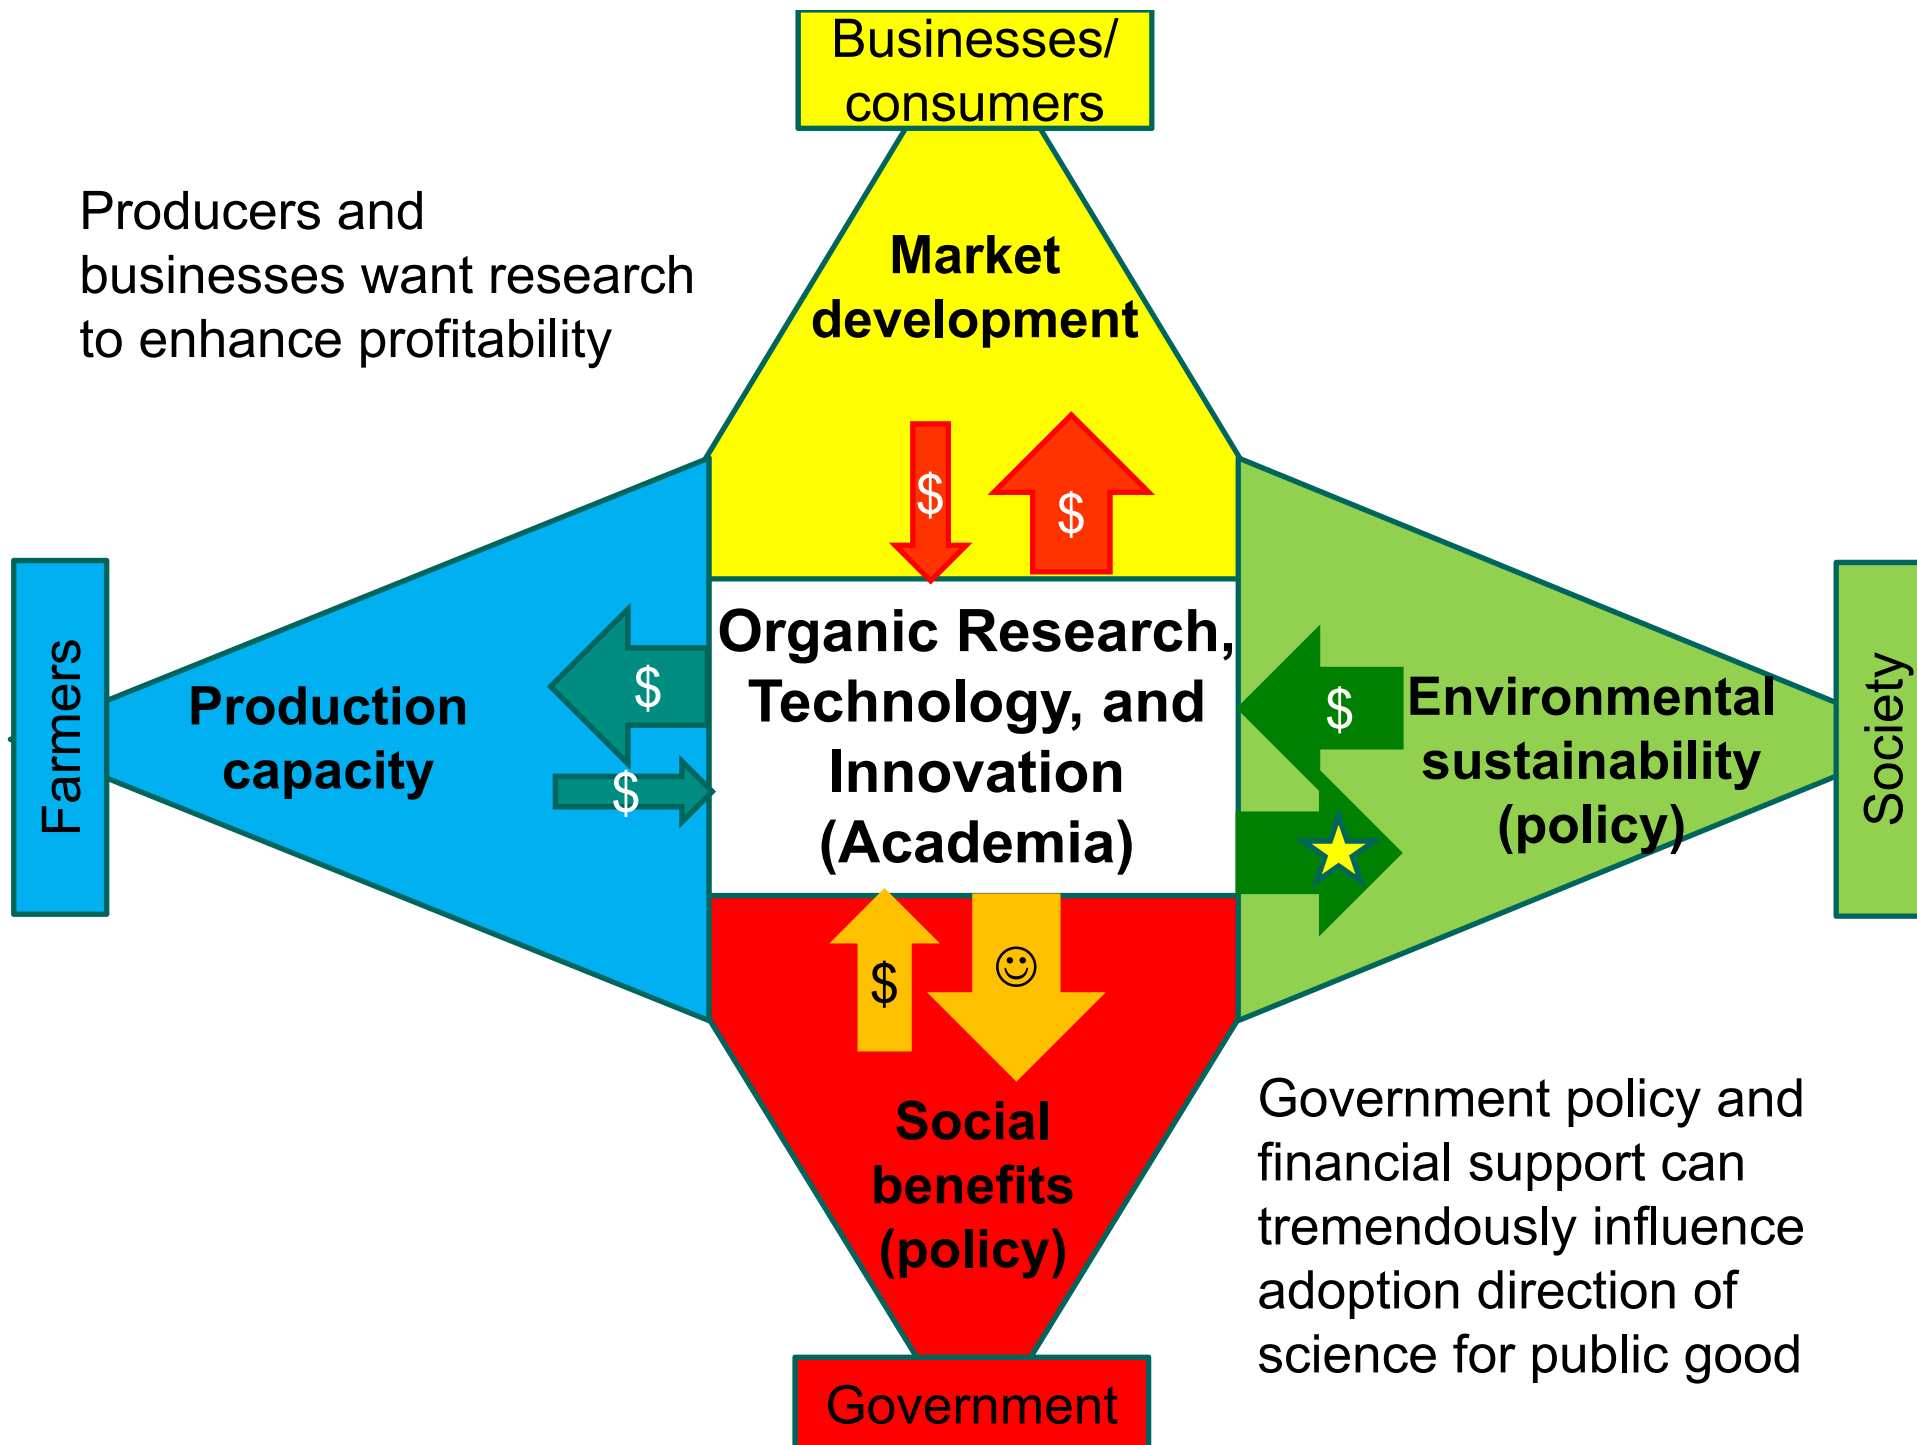 Businesses/
consumers
Producers and
businesses want research
to enhance profitability
Market
development
$
$
Farmers
Production
capacity
$
$
Organic Research,
Technology, and
Innovation
(Academia)
$
Environmental
sustainability
(policy)
Society
$
Social
benefits
(policy)
Government
Government policy and
financial support can
tremendously influence
adoption direction of
science for public good